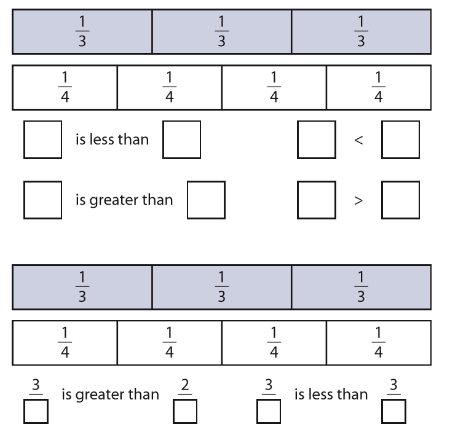 1/3 1/3 1/3
1/4 1/4 1/4 1/4
is less than <
is greater than >
1/3 1/3 1/3
1/4 1/4 1/4 1/4
3/ is greater than 2/ 3/ is less than 3/